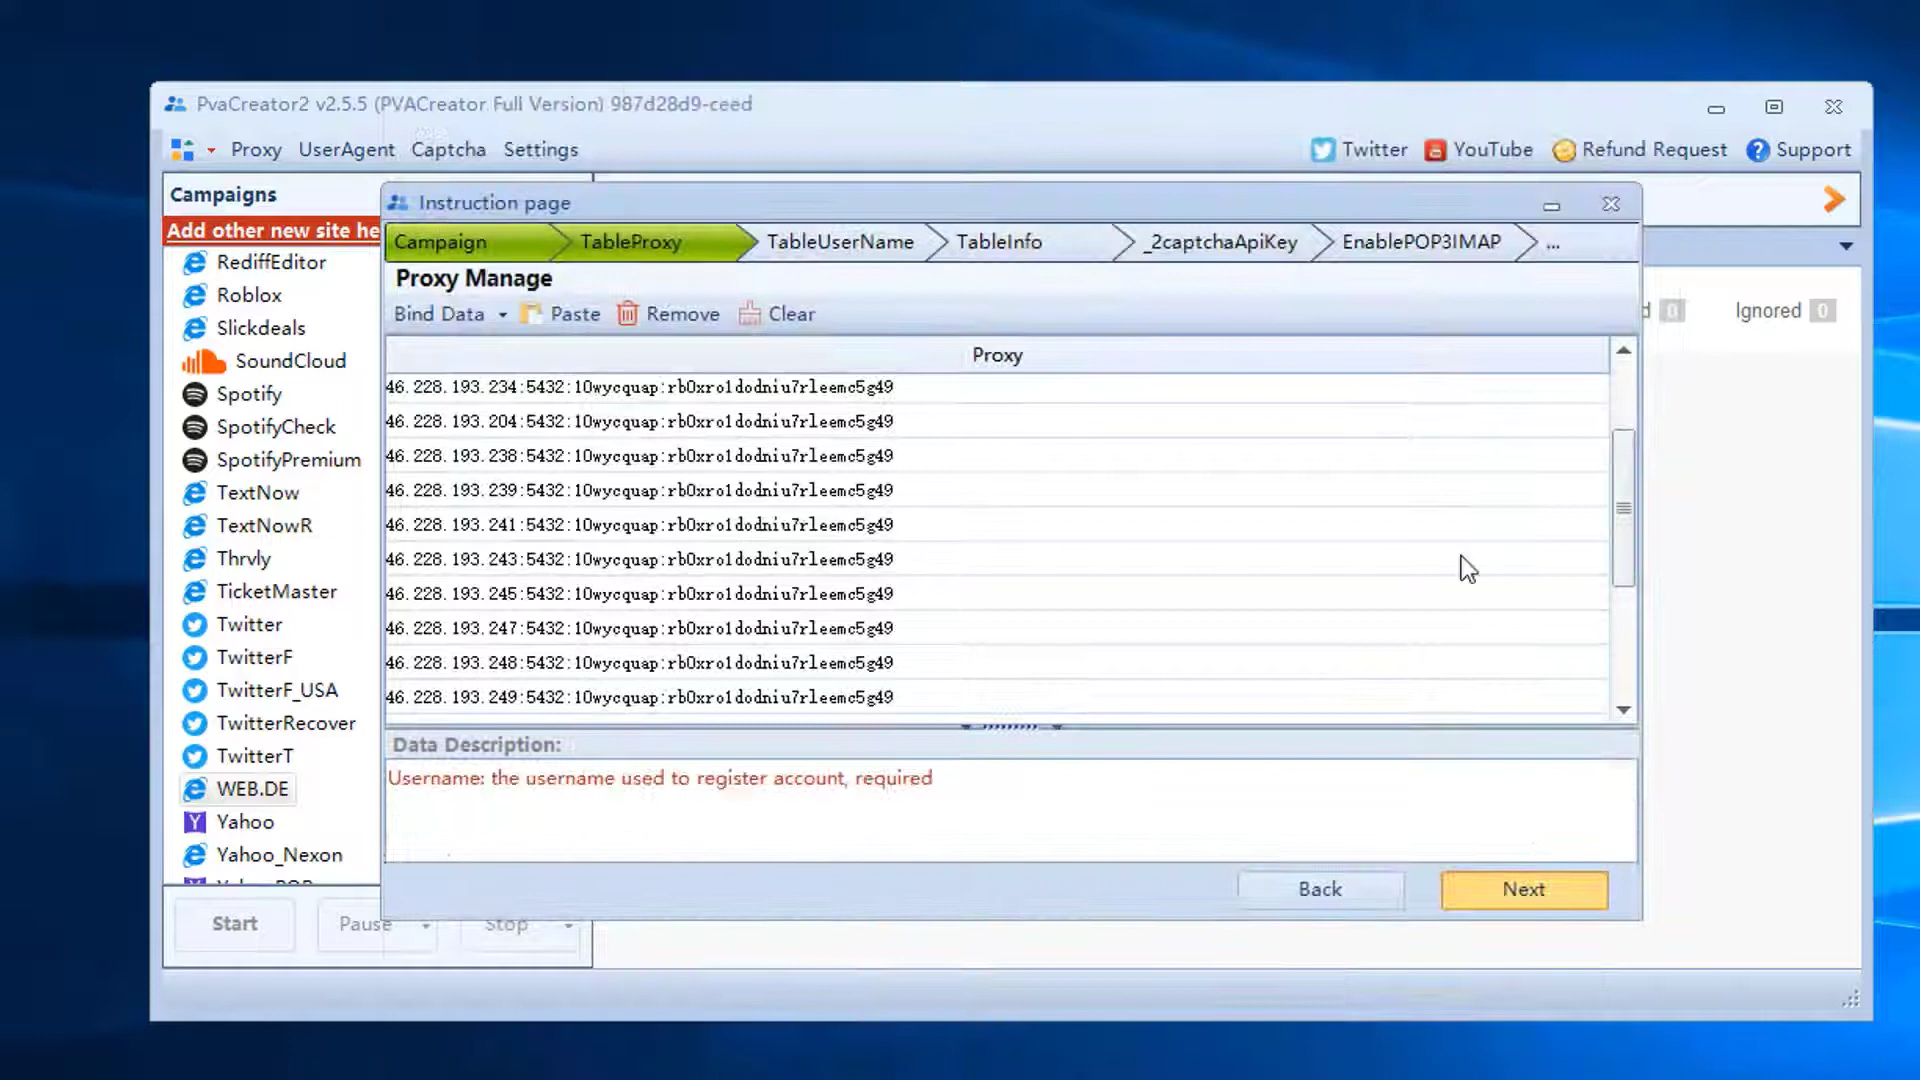 PvaCreator2 v2.5.5 (PVACreator Full Version) 987d28d9-ceed
Proxy UserAgent Captcha Settings Twitter YouTube Refund Request Support
Campaigns
Add other new site he
RediffEditor
Roblox
Slickdeals
SoundCloud
Spotify
SpotifyCheck
SpotifyPremium
TextNow
TextNowR
Thrvly
TicketMaster
Twitter
TwitterF
TwitterF_USA
TwitterRecover
TwitterT
WEB.DE
Yahoo
Yahoo_Nexon
Start Pause Stop
Instruction page
Campaign TableProxy TableUserName TableInfo _2captchaApiKey EnablePOP3IMAP ...
Proxy Manage
Bind Data Paste Remove Clear
Proxy
46.228.193.234:5432:10wycquap:rb0xro1dodniu7rleemc5g49
46.228.193.204:5432:10wycquap:rb0xro1dodniu7rleemc5g49
46.228.193.238:5432:10wycquap:rb0xro1dodniu7rleemc5g49
46.228.193.239:5432:10wycquap:rb0xro1dodniu7rleemc5g49
46.228.193.241:5432:10wycquap:rb0xro1dodniu7rleemc5g49
46.228.193.243:5432:10wycquap:rb0xro1dodniu7rleemc5g49
46.228.193.245:5432:10wycquap:rb0xro1dodniu7rleemc5g49
46.228.193.247:5432:10wycquap:rb0xro1dodniu7rleemc5g49
46.228.193.248:5432:10wycquap:rb0xro1dodniu7rleemc5g49
46.228.193.249:5432:10wycquap:rb0xro1dodniu7rleemc5g49
Data Description:
Username: the username used to register account, required
Back Next
d 0 Ignored 0